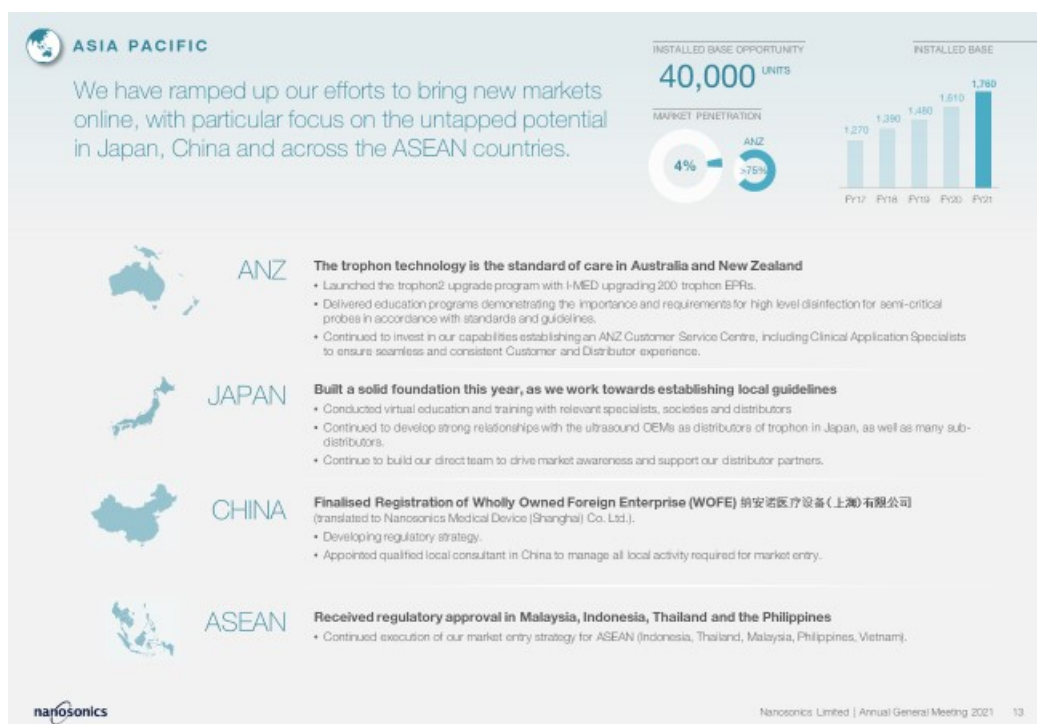 ASIA PACIFIC
We have ramped up our efforts to bring new markets
online, with particular focus on the untapped potential
in Japan, China and across the ASEAN countries.
INSTALLED BASE OPPORTUNITY
40,000 UNITS
MARKET PENETRATION
4%
ANZ
>75%
INSTALLED BASE
1,270
1,390
1,480
1,610
1,760
FY17 FY18 FY19 FY20 FY21
ANZ
The trophon technology is the standard of care in Australia and New Zealand
• Launched the trophon2 upgrade program with I-MED upgrading 200 trophon EPRs.
• Delivered education programs demonstrating the importance and requirements for high level disinfection for semi-critical
probes in accordance with standards and guidelines.
• Continued to invest in our capabilities establishing an ANZ Customer Service Centre, including Clinical Application Specialists
to ensure seamless and consistent Customer and Distributor experience.
JAPAN
Built a solid foundation this year, as we work towards establishing local guidelines
• Conducted virtual education and training with relevant specialists, societies and distributors
• Continued to develop strong relationships with the ultrasound OEMs as distributors of trophon in Japan, as well as many sub-
distributors.
• Continue to build our direct team to drive market awareness and support our distributor partners.
CHINA
Finalised Registration of Wholly Owned Foreign Enterprise (WOFE) 纳安诺医疗设备(上海)有限公司
(translated to Nanosonics Medical Device (Shanghai) Co. Ltd.).
• Developing regulatory strategy.
• Appointed qualified local consultant in China to manage all local activity required for market entry.
ASEAN
Received regulatory approval in Malaysia, Indonesia, Thailand and the Philippines
• Continued execution of our market entry strategy for ASEAN (Indonesia, Thailand, Malaysia, Philippines, Vietnam).
nanosonics
Nanosonics Limited | Annual General Meeting 2021 13